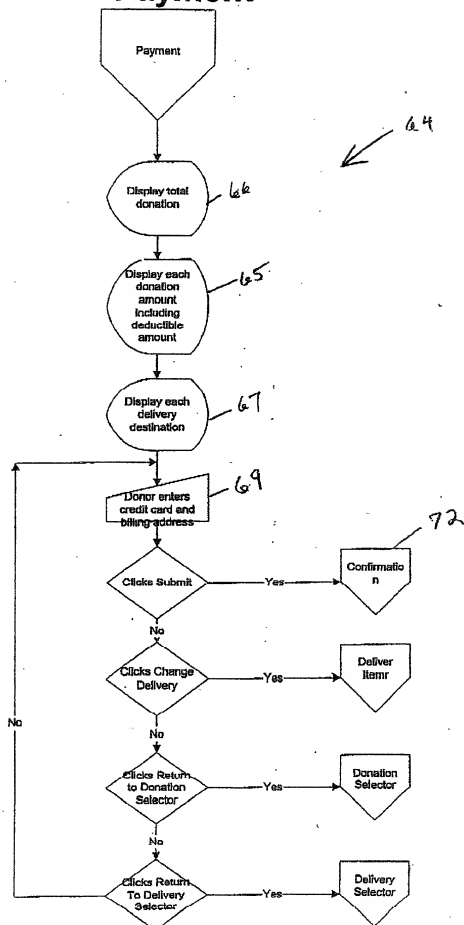 Payment
Payment
64
Display total
donation
66
Display each
donation
amount
including
deductible
amount
65
Display each
delivery
destination
67
Donor enters
credit card and
billing address
69
72
Clicks Submit
Yes
Confirmatio
n
No
Clicks Change
Delivery
Yes
Deliver
Itemr
No
No
Clicks Return
to Donation
Selector
Yes
Donation
Selector
No
Clicks Return
To Delivery
Selector
Yes
Delivery
Selector